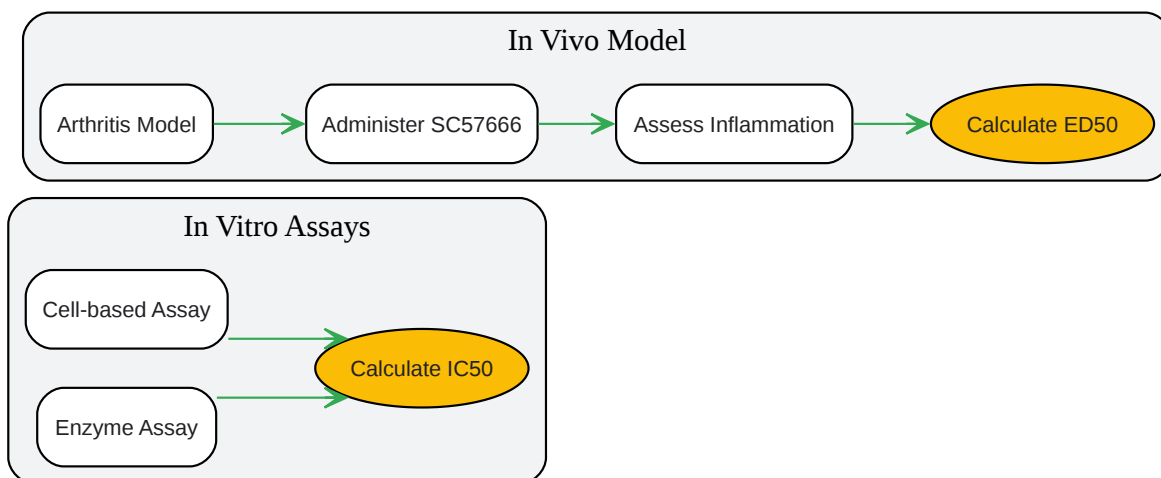 In Vivo Model
Arthritis Model
Administer SC57666
Assess Inflammation
Calculate ED50
In Vitro Assays
Cell-based Assay
Calculate IC50
Enzyme Assay